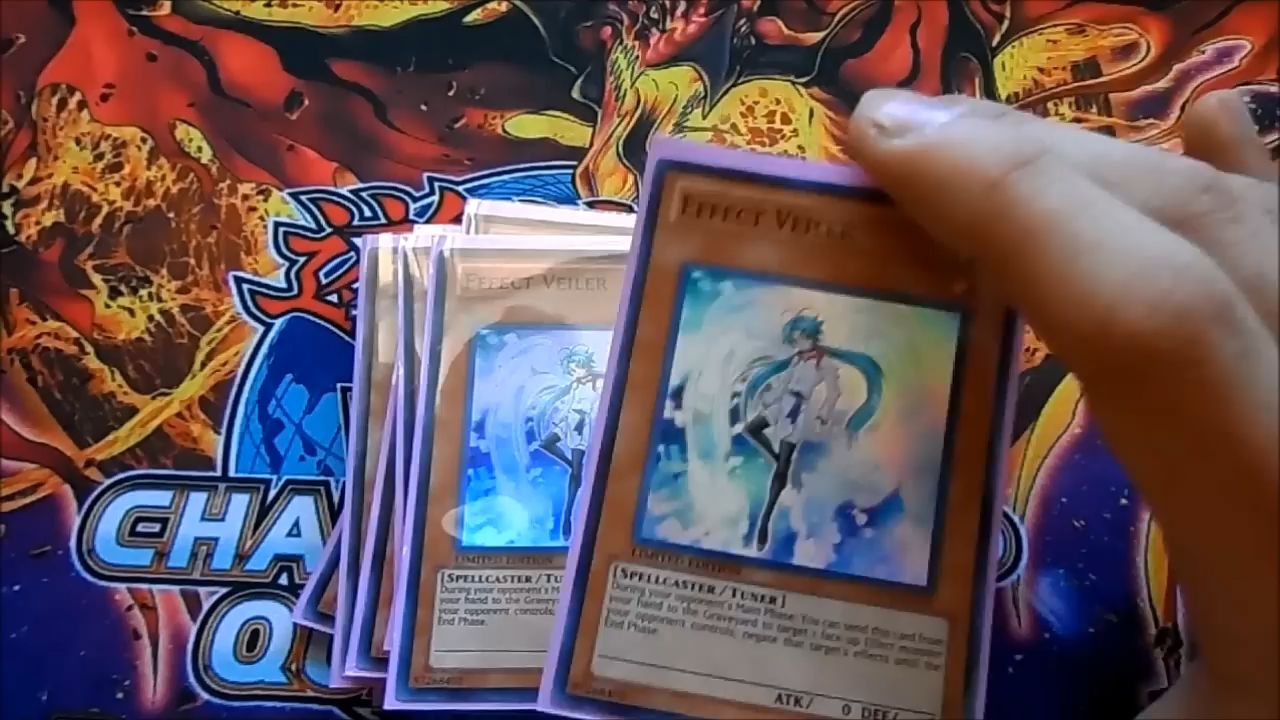 CHA
Q
EFFECT VEILER
LIMITED EDITION
[SPELLCASTER/TU
During your opponent's M
your hand to the Grave
your opponent controls;
End Phase.
EFFECT VEILER
LIMITED EDITION
[SPELLCASTER/TUNER]
During your opponent's Main Phase: You can send this card from
your hand to the Graveyard to target 1 face-up Effect Monster
your opponent controls; negate that target's effects until the
End Phase.
ATK/ 0 DEF/